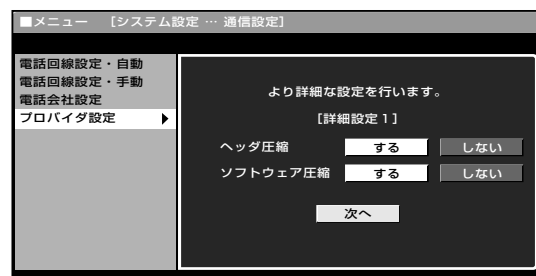 ■メニュー [システム設定 … 通信設定]
電話回線設定・自動
電話回線設定・手動
電話会社設定
プロバイダ設定 ▶
より詳細な設定を行います。
[詳細設定1]
ヘッダ圧縮 する しない
ソフトウェア圧縮 する しない
次へ